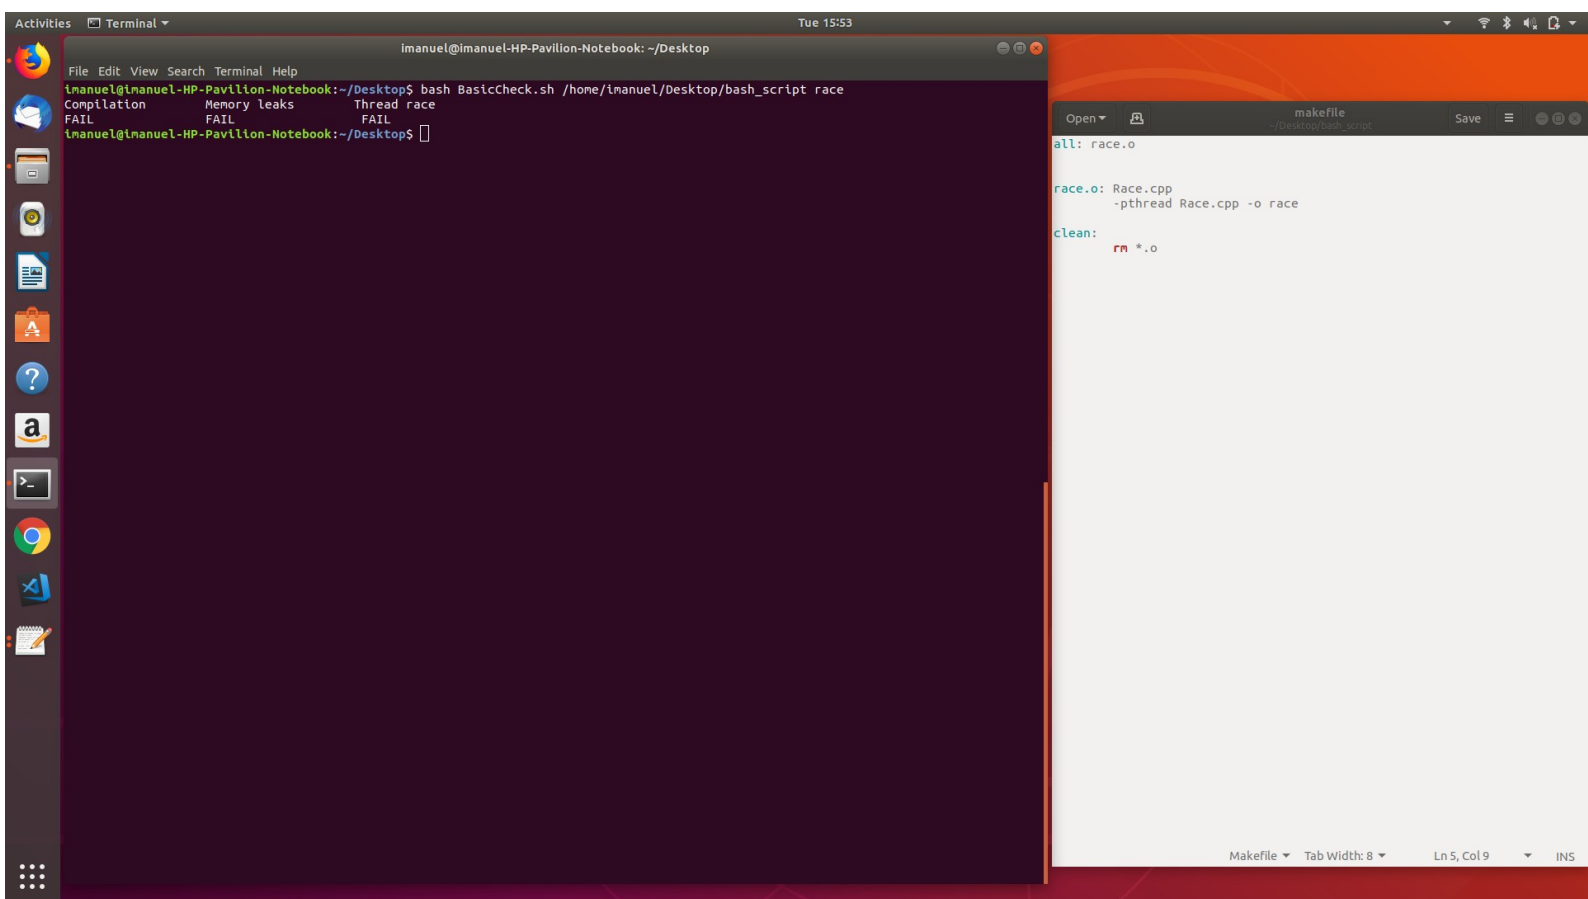 Activities Terminal Tue 15:53
imanuel@imanuel-HP-Pavilion-Notebook: ~/Desktop
File Edit View Search Terminal Help
imanuel@imanuel-HP-Pavilion-Notebook:~/Desktop$ bash BasicCheck.sh /home/imanuel/Desktop/bash_script race
Compilation Memory leaks Thread race
FAIL FAIL FAIL
imanuel@imanuel-HP-Pavilion-Notebook:~/Desktop$
Open makefile Save
~/Desktop/bash_script
all: race.o
race.o: Race.cpp
-pthread Race.cpp -o race
clean:
rm *.o
Makefile Tab Width: 8 Ln 5, Col 9 INS